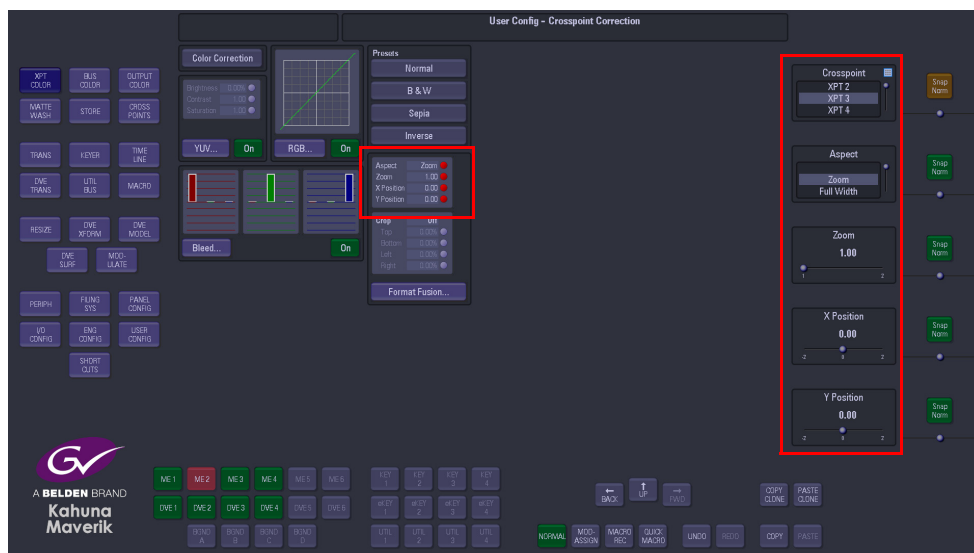 User Config – Crosspoint Correction
XPT COLOR
BUS COLOR
OUTPUT COLOR
MATTE WASH
STORE
CROSS POINTS
TRANS
KEYER
TIME LINE
DVE TRANS
UTIL BUS
MACRO
RESIZE
DVE XFORM
DVE MODEL
DVE SURF
MOD- ULATE
PERIPH
FILING SYS
PANEL CONFIG
I/O CONFIG
ENG CONFIG
USER CONFIG
SHORT CUTS
Color Correction
Brightness 0.00%
Contrast 1.00
Saturation 1.00
YUV... On
RGB... On
Bleed... On
Presets
Normal
B & W
Sepia
Inverse
Aspect Zoom
Zoom 1.00
X Position 0.00
Y Position 0.00
Crop Off
Top 0.00%
Bottom 0.00%
Left 0.00%
Right 0.00%
Format Fusion...
Crosspoint
XPT 2
XPT 3
XPT 4
Snap Norm
Aspect
Zoom
Full Width
Snap Norm
Zoom
1.00
1 2
Snap Norm
X Position
0.00
-2 0 2
Snap Norm
Y Position
0.00
-2 0 2
Snap Norm
GV
A BELDEN BRAND
Kahuna
Maverik
ME 1 ME 2 ME 3 ME 4 ME 5 ME 6
DVE 1 DVE 2 DVE 3 DVE 4 DVE 5 DVE 6
BGND A BGND B BGND C BGND D
KEY 1 KEY 2 KEY 3 KEY 4
eKEY 1 eKEY 2 eKEY 3 eKEY 4
UTIL 1 UTIL 2 UTIL 3 UTIL 4
BACK UP FWD
COPY CLONE PASTE CLONE
NORMAL MOD- ASSIGN MACRO REC QUICK MACRO UNDO REDO COPY PASTE